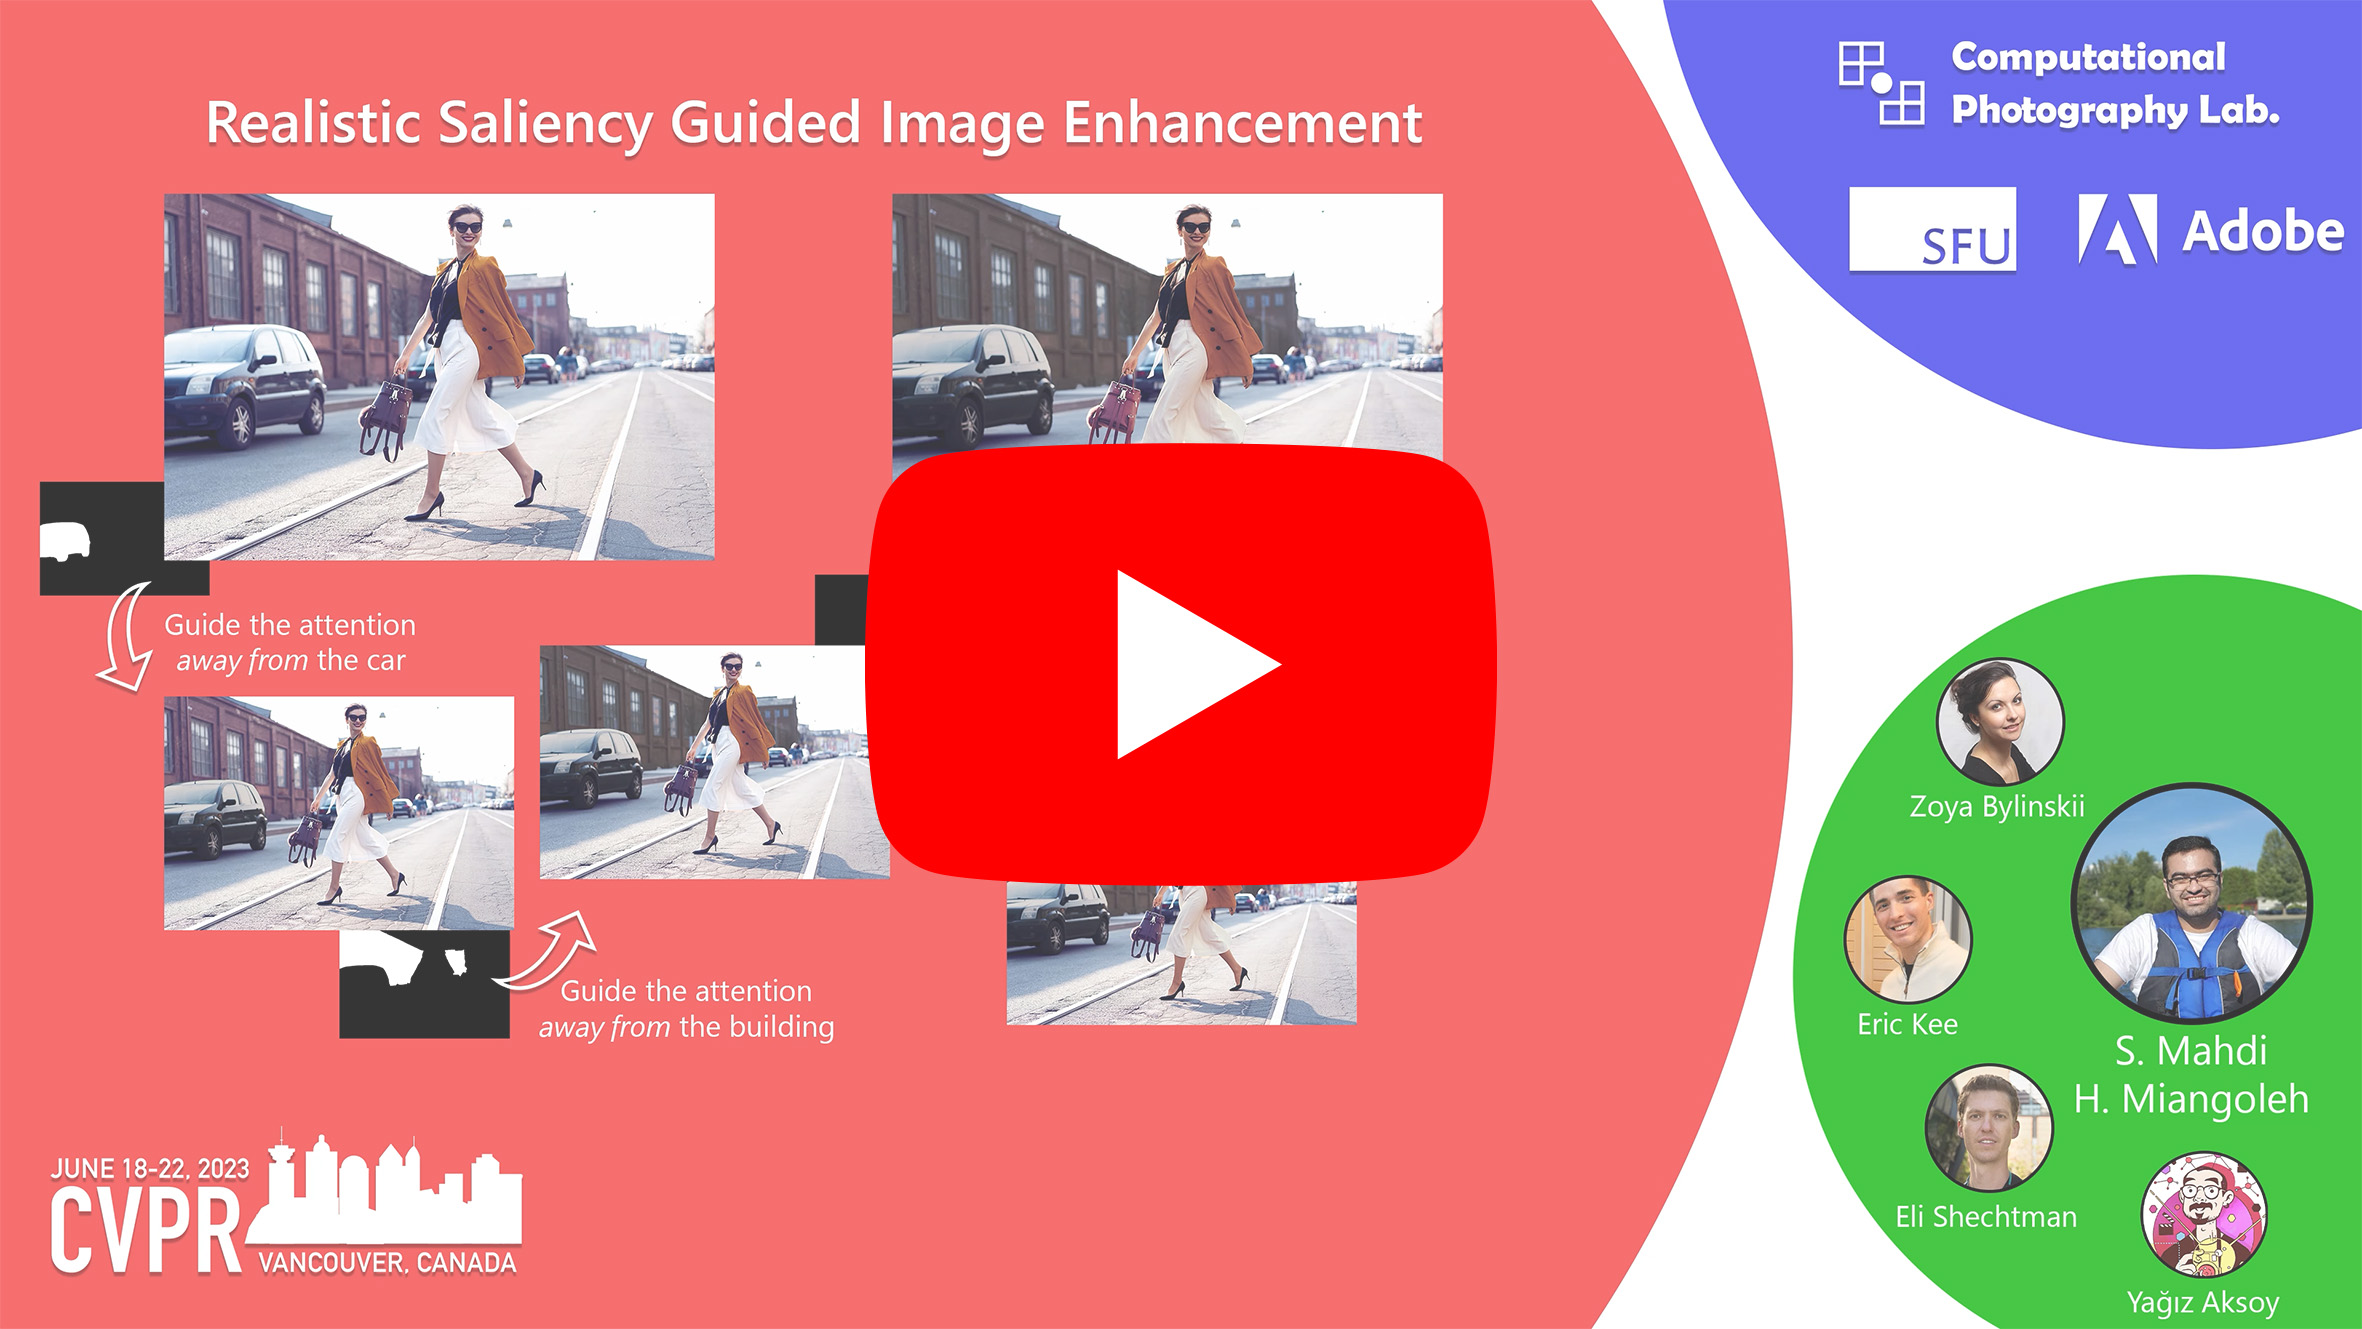 Realistic Saliency Guided Image Enhancement
Guide the attention
away from the car
Guide the attention
away from the building
JUNE 18-22, 2023
CVPR
VANCOUVER, CANADA
Computational
Photography Lab.
SFU
Adobe
Zoya Bylinskii
Eric Kee
S. Mahdi
H. Miangoleh
Eli Shechtman
Yağız Aksoy